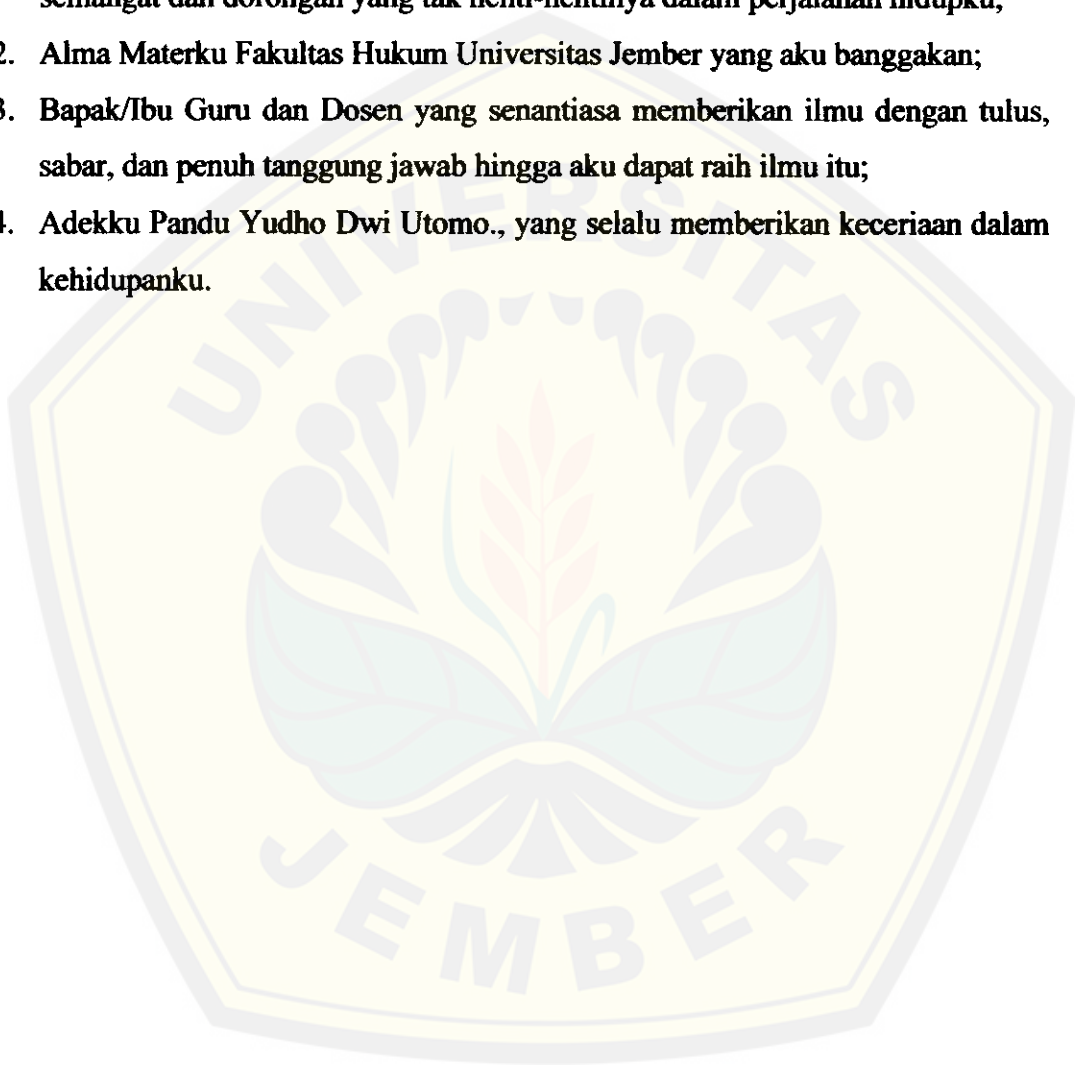 semangat dan dorongan yang tak henti-hentinya dalam perjalanan hidupku;
2. Alma Materku Fakultas Hukum Universitas Jember yang aku banggakan;
3. Bapak/Ibu Guru dan Dosen yang senantiasa memberikan ilmu dengan tulus,
sabar, dan penuh tanggung jawab hingga aku dapat raih ilmu itu;
4. Adekku Pandu Yudho Dwi Utomo., yang selalu memberikan keceriaan dalam
kehidupanku.
UNIVERSITAS
JEMBER